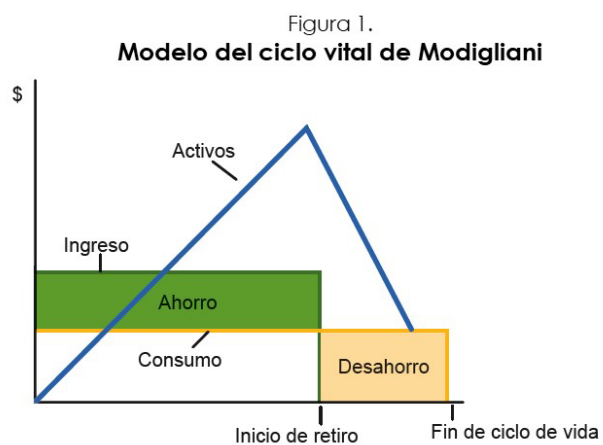 Figura 1.
Modelo del ciclo vital de Modigliani
$
Activos
Ingreso
Ahorro
Consumo
Desahorro
Inicio de retiro
Fin de ciclo de vida